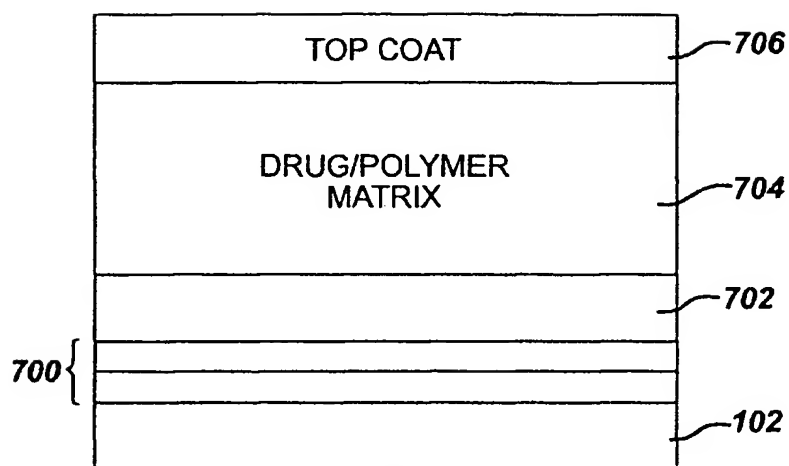 TOP COAT
706
DRUG/POLYMER
MATRIX
704
702
700
102